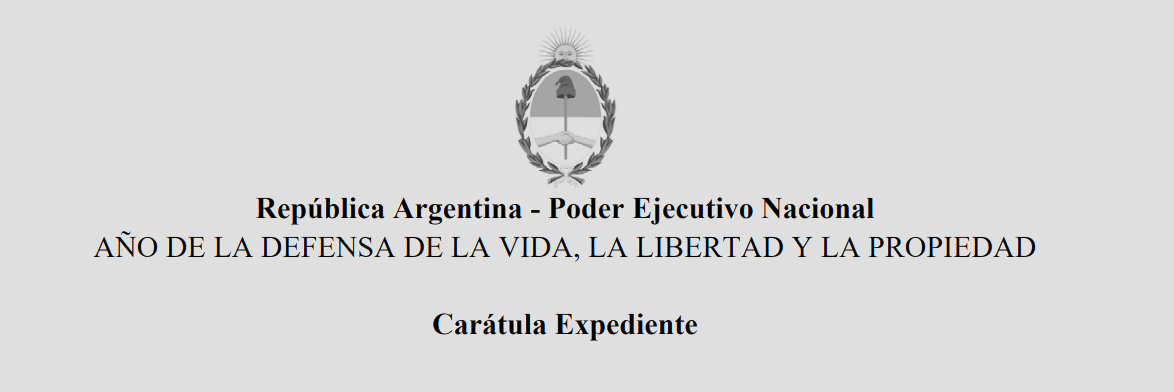 República Argentina - Poder Ejecutivo Nacional
AÑO DE LA DEFENSA DE LA VIDA, LA LIBERTAD Y LA PROPIEDAD
Carátula Expediente